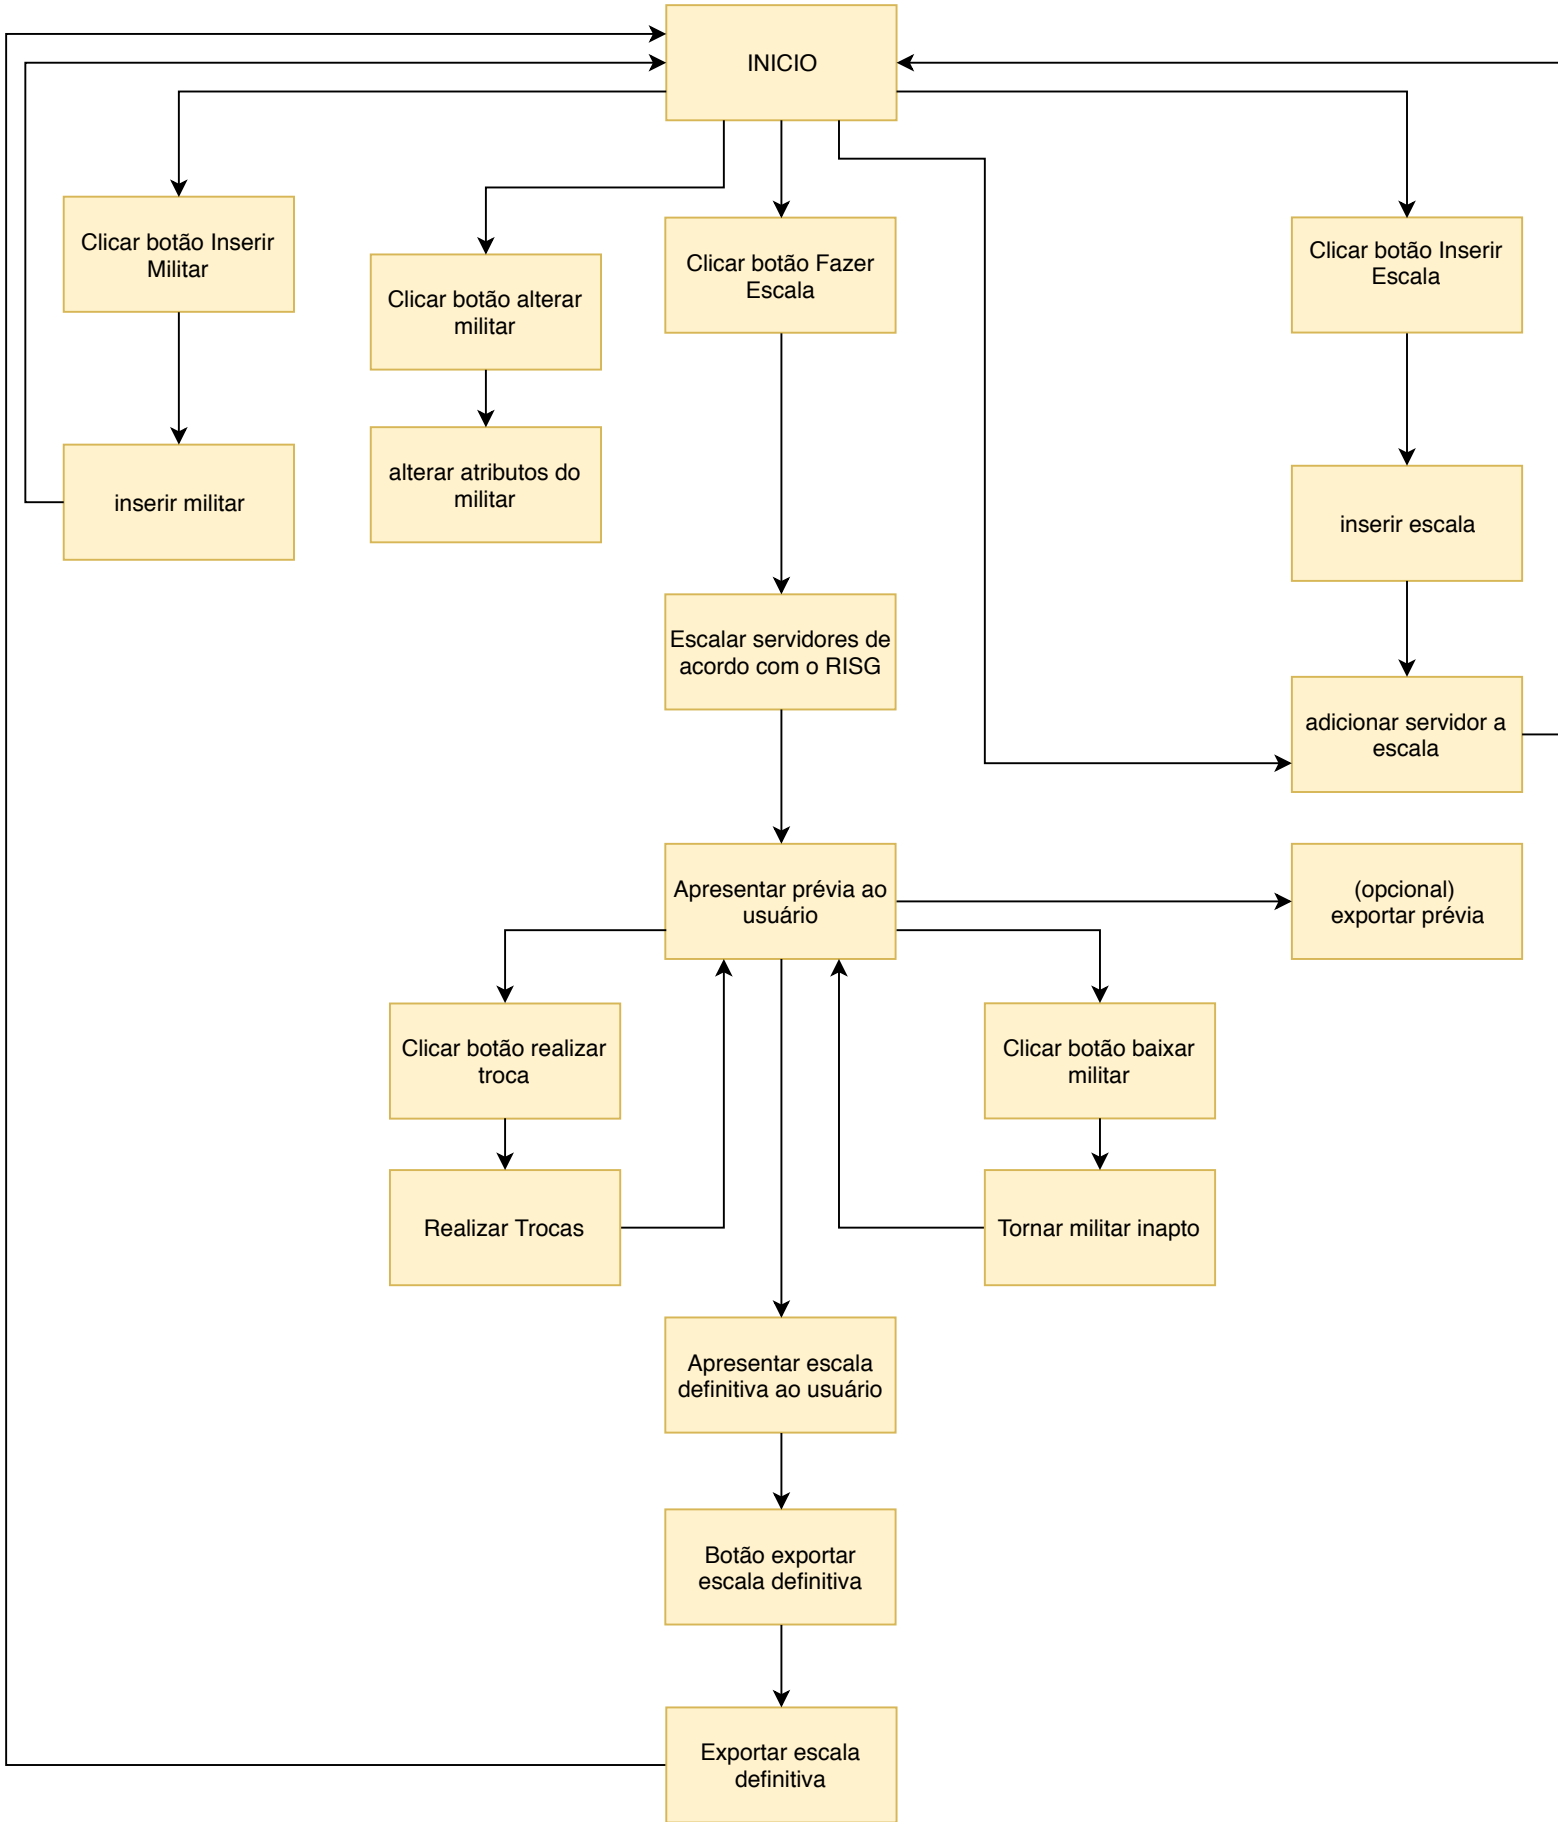 INICIO
Clicar botão Inserir
Militar
Clicar botão alterar
militar
Clicar botão Fazer
Escala
Clicar botão Inserir
Escala
inserir militar
alterar atributos do
militar
inserir escala
Escalar servidores de
acordo com o RISG
adicionar servidor a
escala
Apresentar prévia ao
usuário
(opcional)
exportar prévia
Clicar botão realizar
troca
Clicar botão baixar
militar
Realizar Trocas
Tornar militar inapto
Apresentar escala
definitiva ao usuário
Botão exportar
escala definitiva
Exportar escala
definitiva